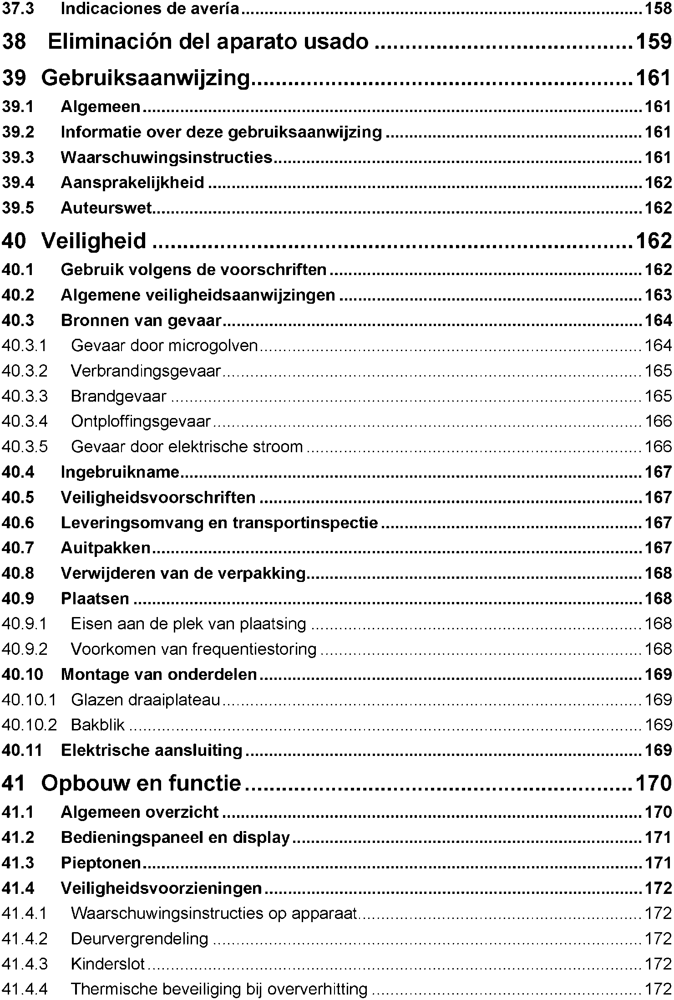 37.3 Indicaciones de avería 158
38 Eliminación del aparato usado 159
39 Gebruiksaanwijzing 161
39.1 Algemeen 161
39.2 Informatie over deze gebruiksaanwijzing 161
39.3 Waarschuwingsinstructies 161
39.4 Aansprakelijkheid 162
39.5 Auteurswet 162
40 Veiligheid 162
40.1 Gebruik volgens de voorschriften 162
40.2 Algemene veiligheidsaanwijzingen 163
40.3 Bronnen van gevaar 164
40.3.1 Gevaar door microgolven 164
40.3.2 Verbrandingsgevaar 165
40.3.3 Brandgevaar 165
40.3.4 Ontploffingsgevaar 166
40.3.5 Gevaar door elektrische stroom 166
40.4 Ingebruikname 167
40.5 Veiligheidsvoorschriften 167
40.6 Leveringsomvang en transportinspectie 167
40.7 Auitpakken 167
40.8 Verwijderen van de verpakking 168
40.9 Plaatsen 168
40.9.1 Eisen aan de plek van plaatsing 168
40.9.2 Voorkomen van frequentiestoring 168
40.10 Montage van onderdelen 169
40.10.1 Glazen draaiplateau 169
40.10.2 Bakblik 169
40.11 Elektrische aansluiting 169
41 Opbouw en functie 170
41.1 Algemeen overzicht 170
41.2 Bedieningspaneel en display 171
41.3 Pieptonen 171
41.4 Veiligheidsvoorzieningen 172
41.4.1 Waarschuwingsinstructies op apparaat 172
41.4.2 Deurvergrendeling 172
41.4.3 Kinderslot 172
41.4.4 Thermische beveiliging bij oververhitting 172